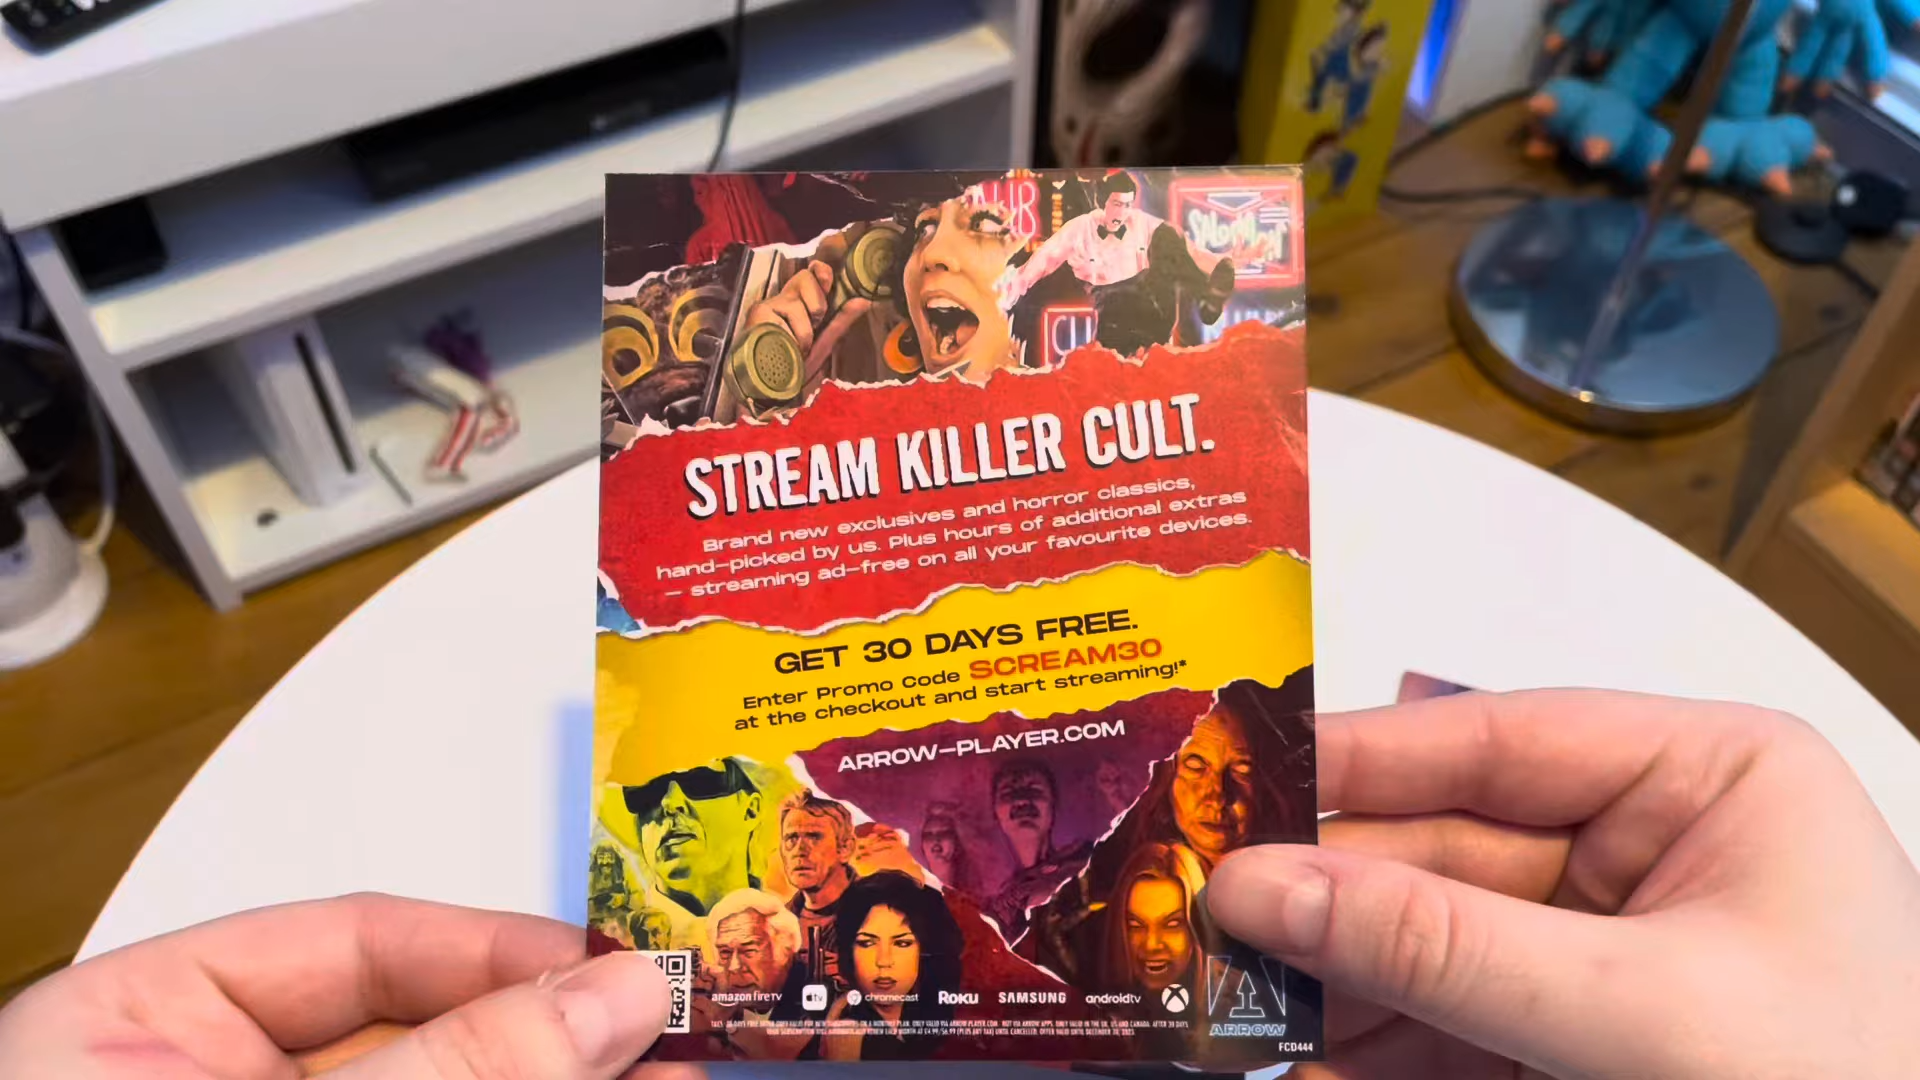 STREAM KILLER CULT.
Brand new exclusives and horror classics,
hand-picked by us. Plus hours of additional extras
— streaming ad-free on all your favourite devices.
GET 30 DAYS FREE.
Enter Promo Code SCREAM30
at the checkout and start streaming!*
ARROW-PLAYER.COM
amazon fire TV tv chromecast Roku SAMSUNG androidtv
ARROW
FCD444